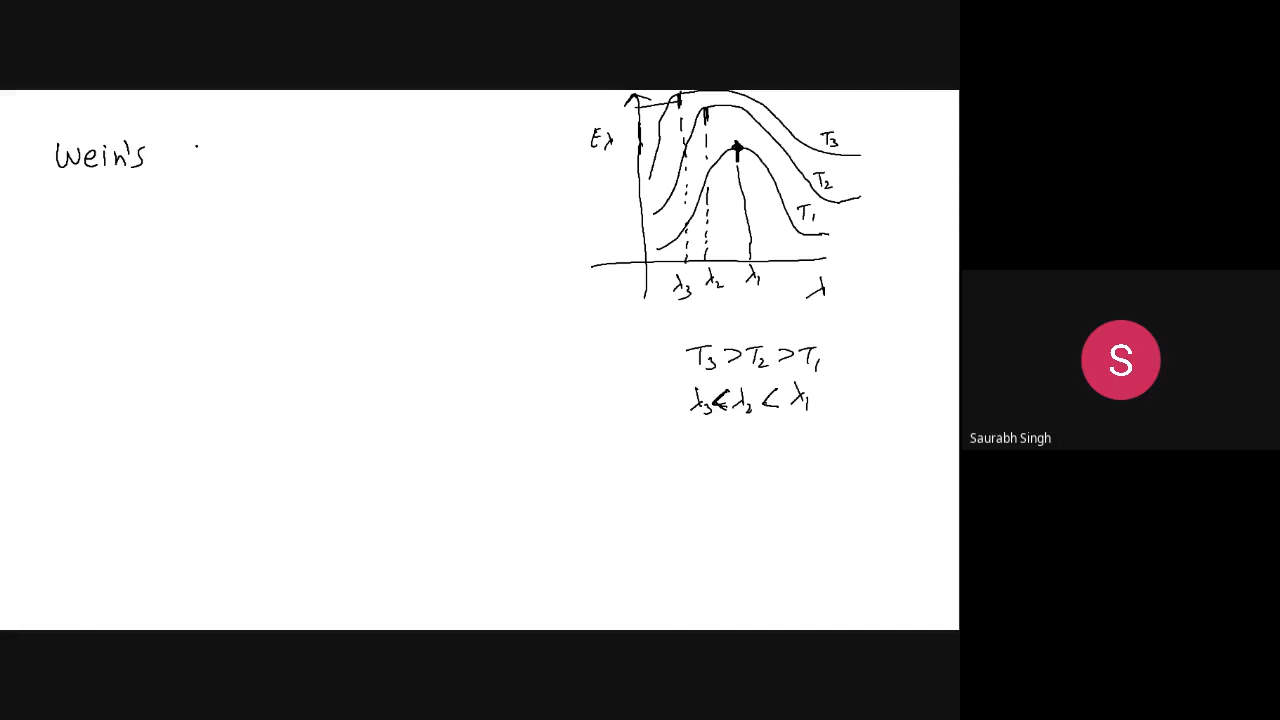 Wein's
Eλ
T3
T2
T1
λ3 λ2 λ1 λ
T3 > T2 > T1
λ3 < λ2 < λ1
S
Saurabh Singh